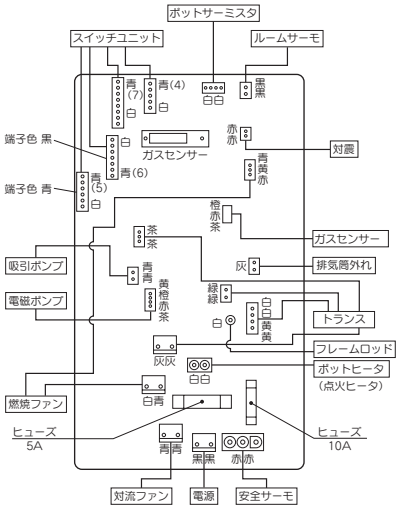 ポットサーミスタ
スイッチユニット
ルームサーモ
青
(7)
白
青(4)
白
白白
黒
黒
端子色 黒
白
青(6)
ガスセンサー
赤
赤
対震
端子色 青
青
(5)
白
青
黄
赤
橙
赤
茶
茶
茶
ガスセンサー
吸引ポンプ
青
青
灰
排気筒外れ
電磁ポンプ
黄
橙
赤
茶
緑
緑
白
白
黄
黄
トランス
白
灰灰
フレームロッド
白白
ポットヒータ
(点火ヒータ)
燃焼ファン
白青
ヒューズ
5A
ヒューズ
10A
青青
黒黒
赤赤
対流ファン
電源
安全サーモ